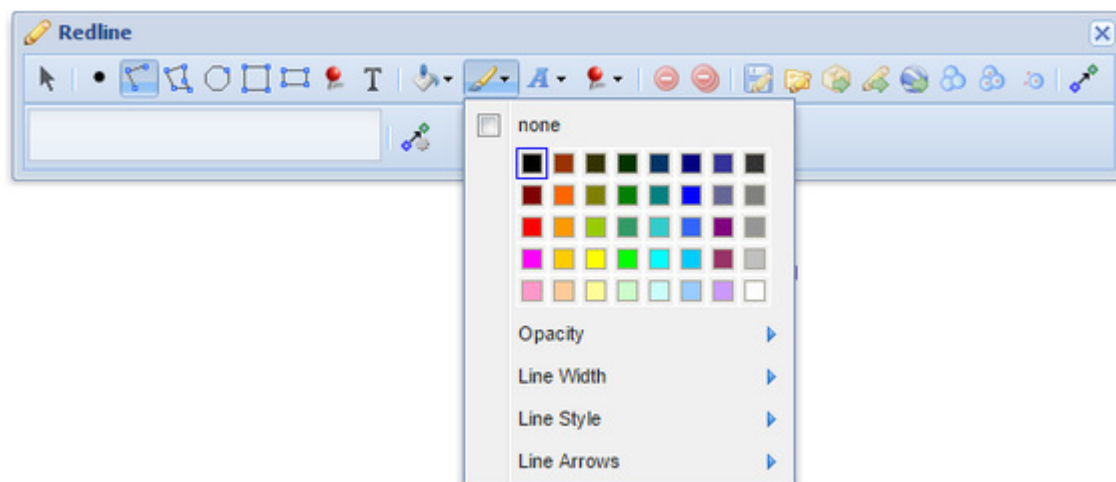 Redline
T
A
none
Opacity
Line Width
Line Style
Line Arrows